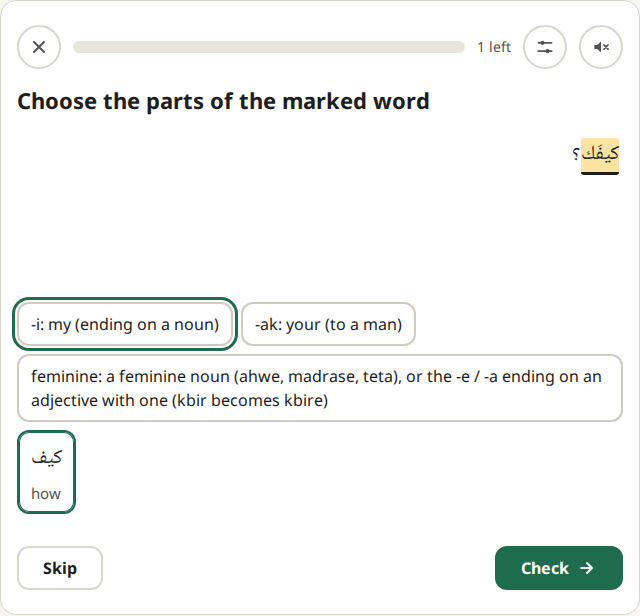 1 left
Choose the parts of the marked word
كيفَك؟
-i: my (ending on a noun)
-ak: your (to a man)
feminine: a feminine noun (ahwe, madrase, teta), or the -e / -a ending on an
adjective with one (kbir becomes kbire)
كيف
how
Skip
Check